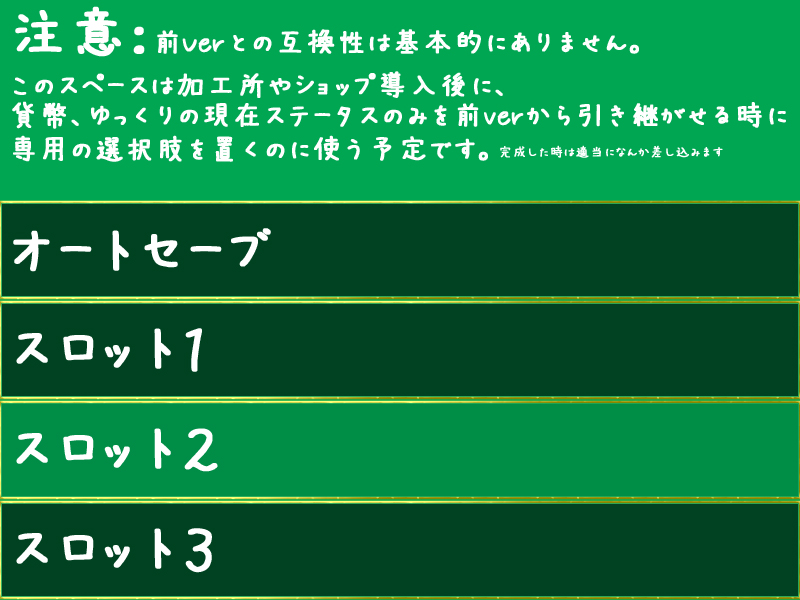 注意:前verとの互換性は基本的にありません。
このスペースは加工所やショップ導入後に、
貨幣、ゆっくりの現在ステータスのみを前verから引き継がせる時に
専用の選択肢を置くのに使う予定です。完成した時は適当になんか差し込みます
オートセーブ
スロット1
スロット2
スロット3